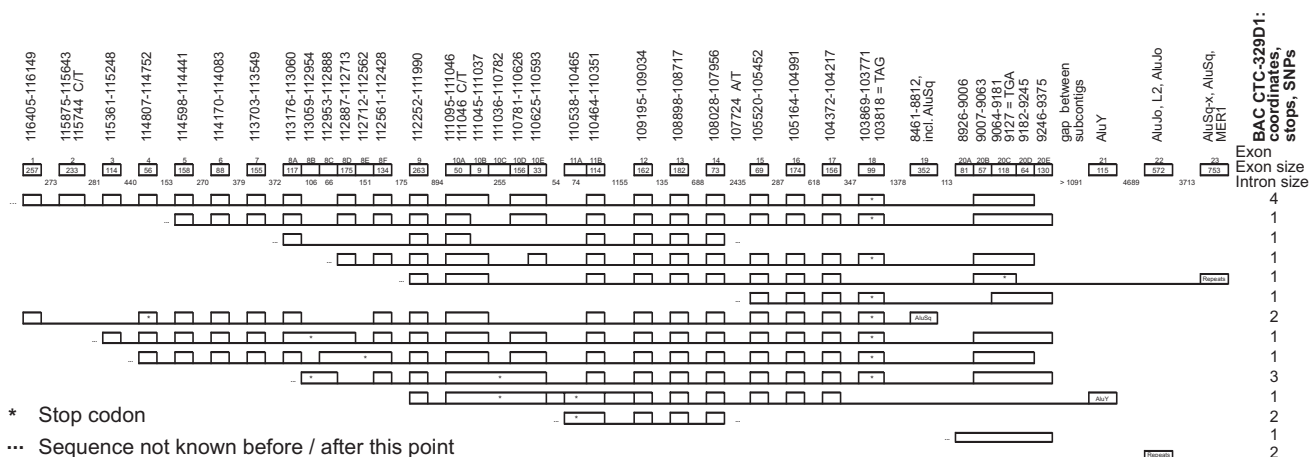 116405-116149
115875-115643
115744 C/T
115361-115248
114807-114752
114598-114441
114170-114083
113703-113549
113176-113060
113059-112954
112953-112888
112887-112713
112712-112562
112561-112428
112252-111990
111095-111046
111046 C/T
111045-111037
111036-110782
110781-110626
110625-110593
110538-110465
110464-110351
109195-109034
108898-108717
108028-107956
107724 A/T
105520-105452
105164-104991
104372-104217
103869-103771
103818 = TAG
8461-8812,
incl. AluSq
8926-9006
9007-9063
9064-9181
9127 = TGA
9182-9245
9246-9375
gap between
subcontigs
AluY
AluJo, L2, AluJo
AluSq-x, AluSq,
MER1
BAC CTC-329D1:
coordinates,
stops, SNPs
1 2 3 4 5 6 7 8A 8B 8C 8D 8E 8F 9 10A 10B 10C 10D 10E 11A 11B 12 13 14 15 16 17 18 19 20A 20B 20C 20D 20E 21 22 23 Exon
257 233 114 56 158 88 155 117 175 134 263 50 9 156 33 114 162 182 73 69 174 156 99 352 81 57 118 64 130 115 572 753 Exon size
273 281 440 153 270 379 372 106 66 151 175 894 255 54 74 1155 135 688 2435 287 618 347 1378 113 > 1091 4689 3713 Intron size
... * 4
... * 1
... ... 1
... * 1
... * Repeats 1
... * 1
* * AluSq 2
... * * 1
... * * 1
... * * * 3
... * * AluY 1
* Stop codon ... * ... 2
... 1
... Sequence not known before / after this point Repeats 2